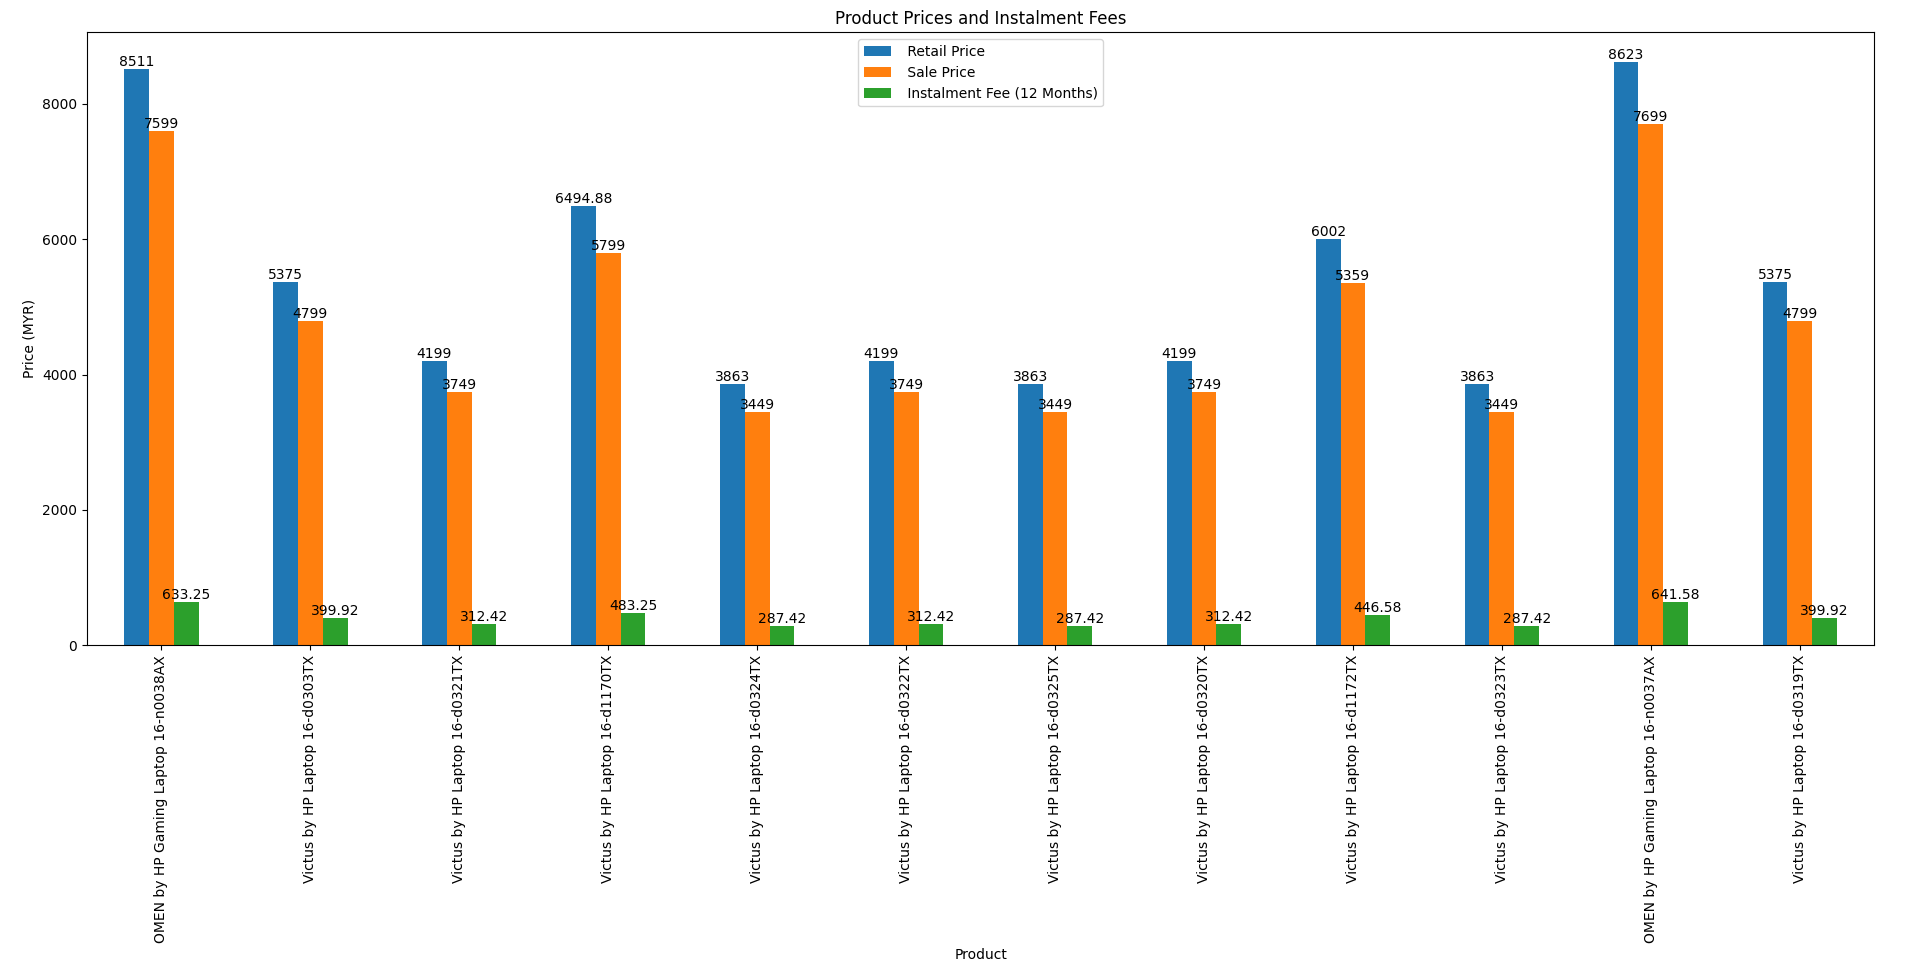 Product Prices and Instalment Fees
Retail Price
Sale Price
Instalment Fee (12 Months)
Price (MYR)
8000
6000
4000
2000
0
8511
7599
633.25
5375
4799
399.92
4199
3749
312.42
6494.88
5799
483.25
3863
3449
287.42
4199
3749
312.42
3863
3449
287.42
4199
3749
312.42
6002
5359
446.58
3863
3449
287.42
8623
7699
641.58
5375
4799
399.92
OMEN by HP Gaming Laptop 16-n0038AX
Victus by HP Laptop 16-d0303TX
Victus by HP Laptop 16-d0321TX
Victus by HP Laptop 16-d1170TX
Victus by HP Laptop 16-d0324TX
Victus by HP Laptop 16-d0322TX
Victus by HP Laptop 16-d0325TX
Victus by HP Laptop 16-d0320TX
Victus by HP Laptop 16-d1172TX
Victus by HP Laptop 16-d0323TX
OMEN by HP Gaming Laptop 16-n0037AX
Victus by HP Laptop 16-d0319TX
Product